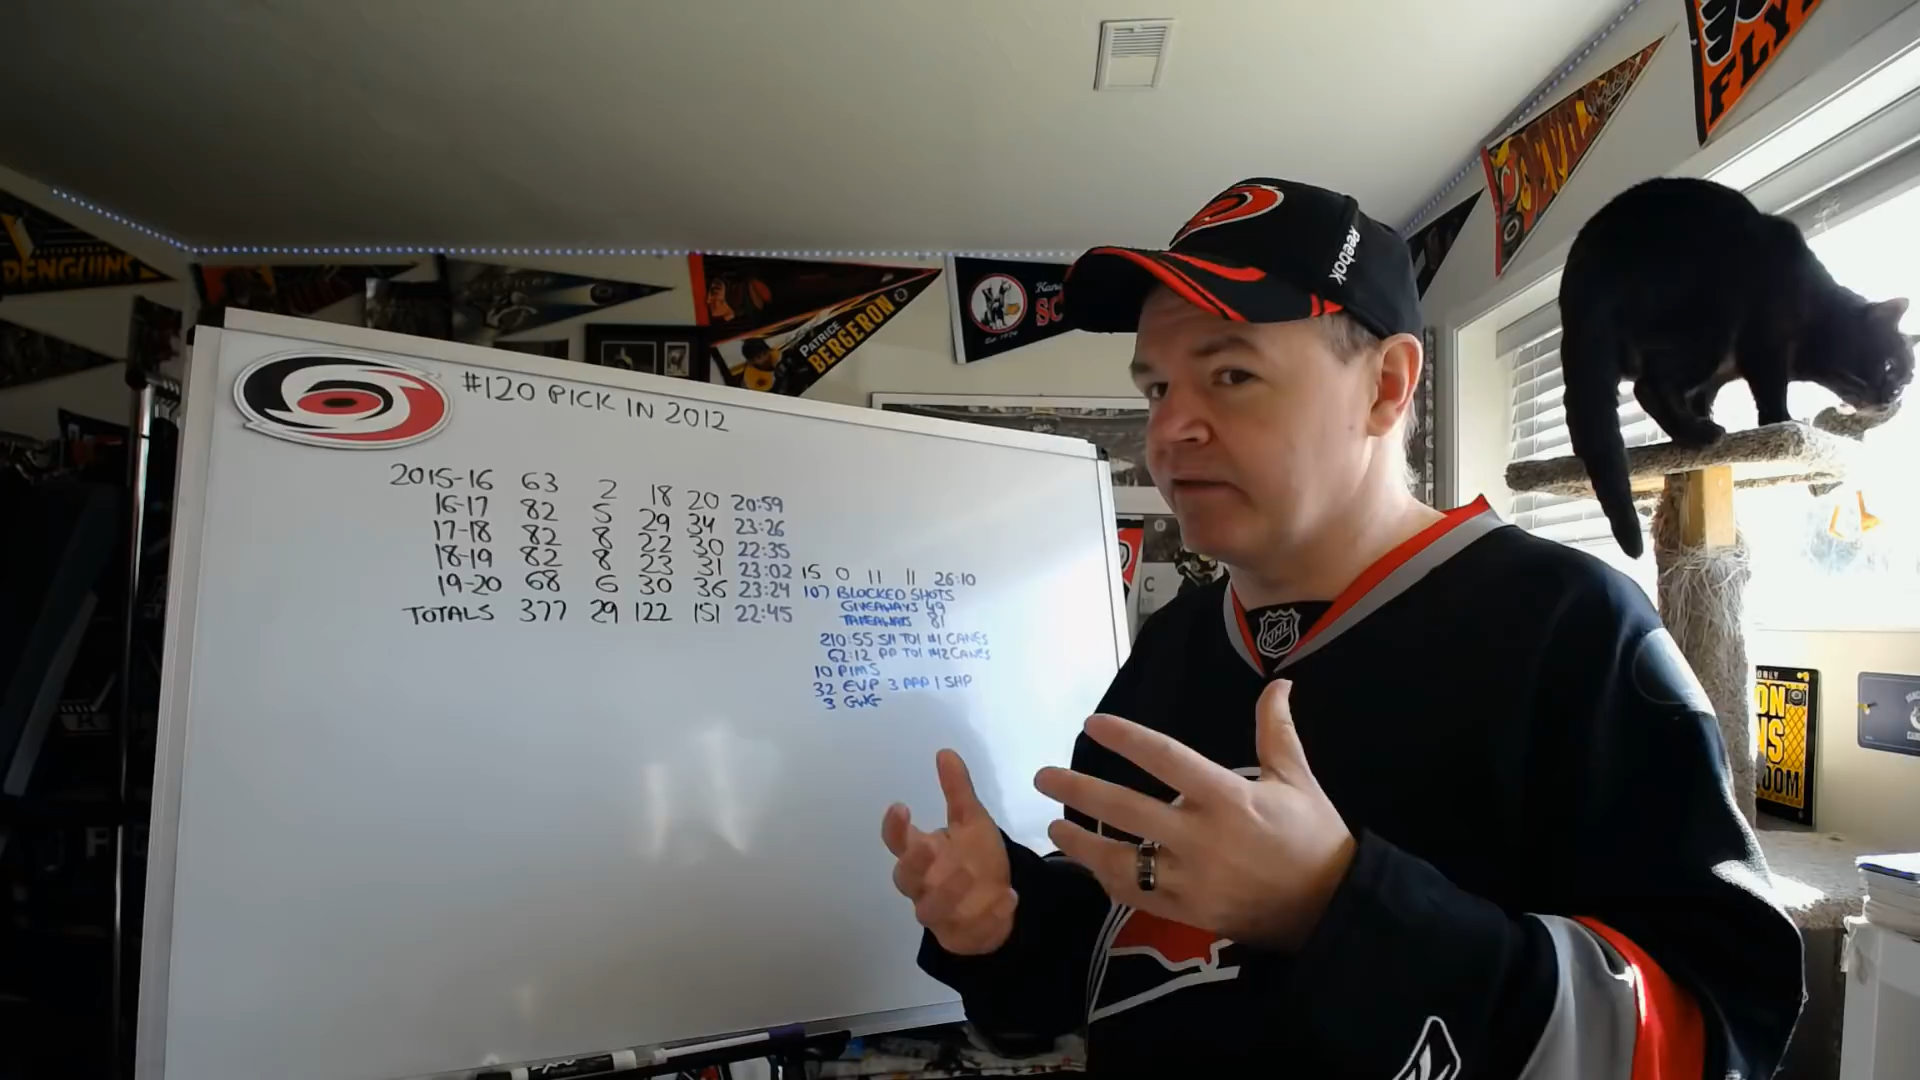 FLY
DEVILS
PENGUINS
PATRICE
BERGERON
Reebok
#120 PICK IN 2012
2015-16 63 2 18 20 20:59
16-17 82 5 29 34 23:26
17-18 82 8 22 30 22:35
18-19 82 8 23 31 23:02 15 0 11 11 26:10
19-20 68 6 30 36 23:24 107 BLOCKED SHOTS
GIVEAWAYS 49
TOTALS 377 29 122 151 22:45 TAKEAWAYS 81
210:55 SH TOI #1 CANES
62:12 PP TOI #2 CANES
10 PIMS
32 EVP 3 PPP 1 SHP
3 GWG
NHL
C